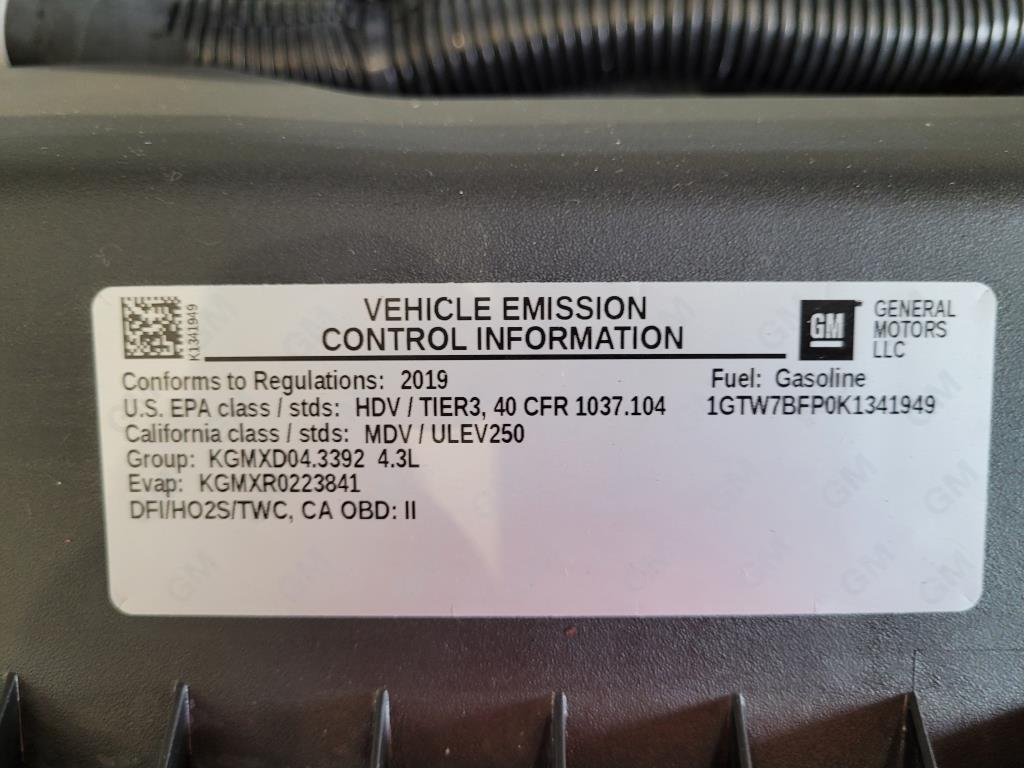 K1341949
VEHICLE EMISSION
CONTROL INFORMATION
GM
GENERAL
MOTORS
LLC
Conforms to Regulations: 2019
Fuel: Gasoline
U.S. EPA class / stds: HDV / TIER3, 40 CFR 1037.104
1GTW7BFP0K1341949
California class / stds: MDV / ULEV250
Group: KGMXD04.3392 4.3L
Evap: KGMXR0223841
DFI/HO2S/TWC, CA OBD: II